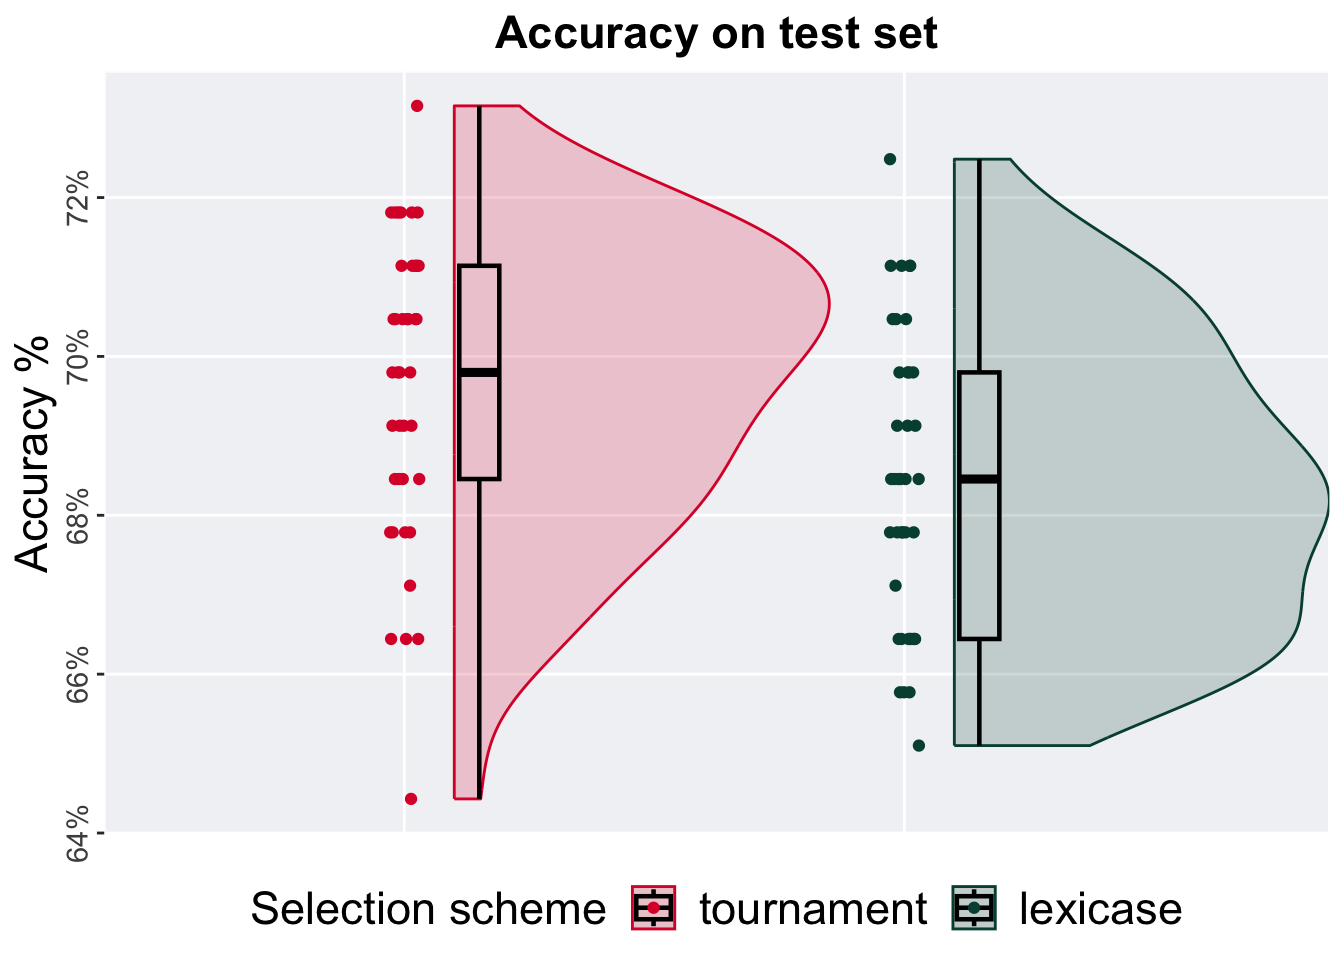 Accuracy on test set
Accuracy %
72%
70%
68%
66%
64%
Selection scheme tournament lexicase